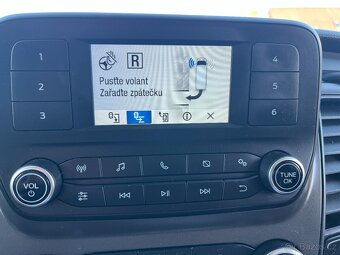 R
Pusťte volant
Zařaďte zpátečku
1
2
3
4
5
6
VOL
TUNE
OK